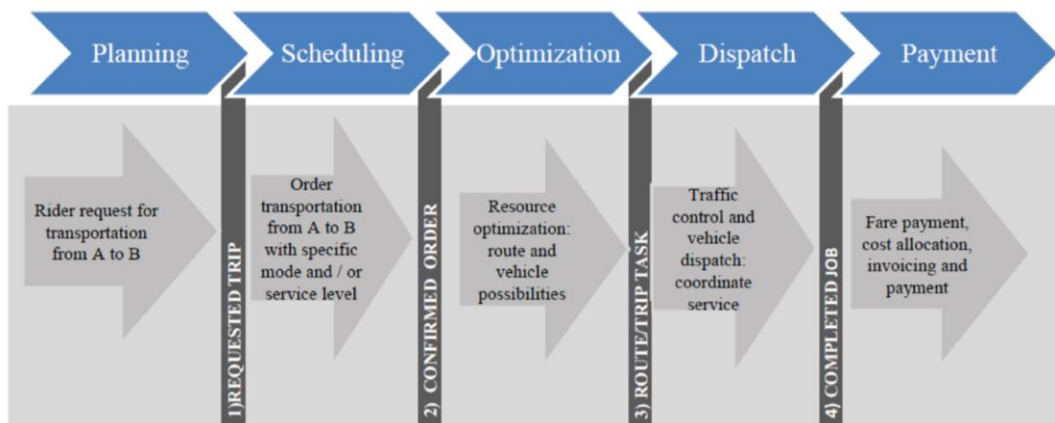 Planning
Scheduling
Optimization
Dispatch
Payment
Rider request for
transportation
from A to B
1)REQUESTED TRIP
Order
transportation
from A to B
with specific
mode and / or
service level
2) CONFIRMED ORDER
Resource
optimization:
route and
vehicle
possibilities
3) ROUTE/TRIP TASK
Traffic
control and
vehicle
dispatch:
coordinate
service
4) COMPLETED JOB
Fare payment,
cost allocation,
invoicing and
payment